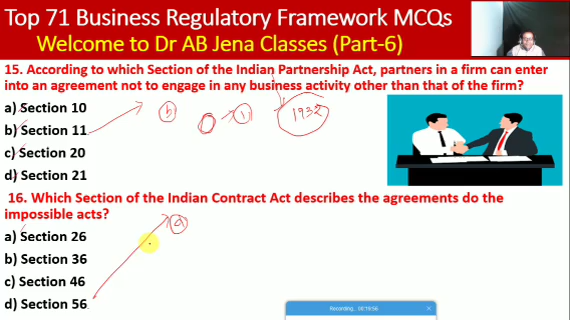 Top 71 Business Regulatory Framework MCQs
Welcome to Dr AB Jena Classes (Part-6)
15. According to which Section of the Indian Partnership Act, partners in a firm can enter
into an agreement not to engage in any business activity other than that of the firm?
a) Section 10
b) Section 11
c) Section 20
d) Section 21
b
1
1932
16. Which Section of the Indian Contract Act describes the agreements do the
impossible acts?
a) Section 26
b) Section 36
c) Section 46
d) Section 56